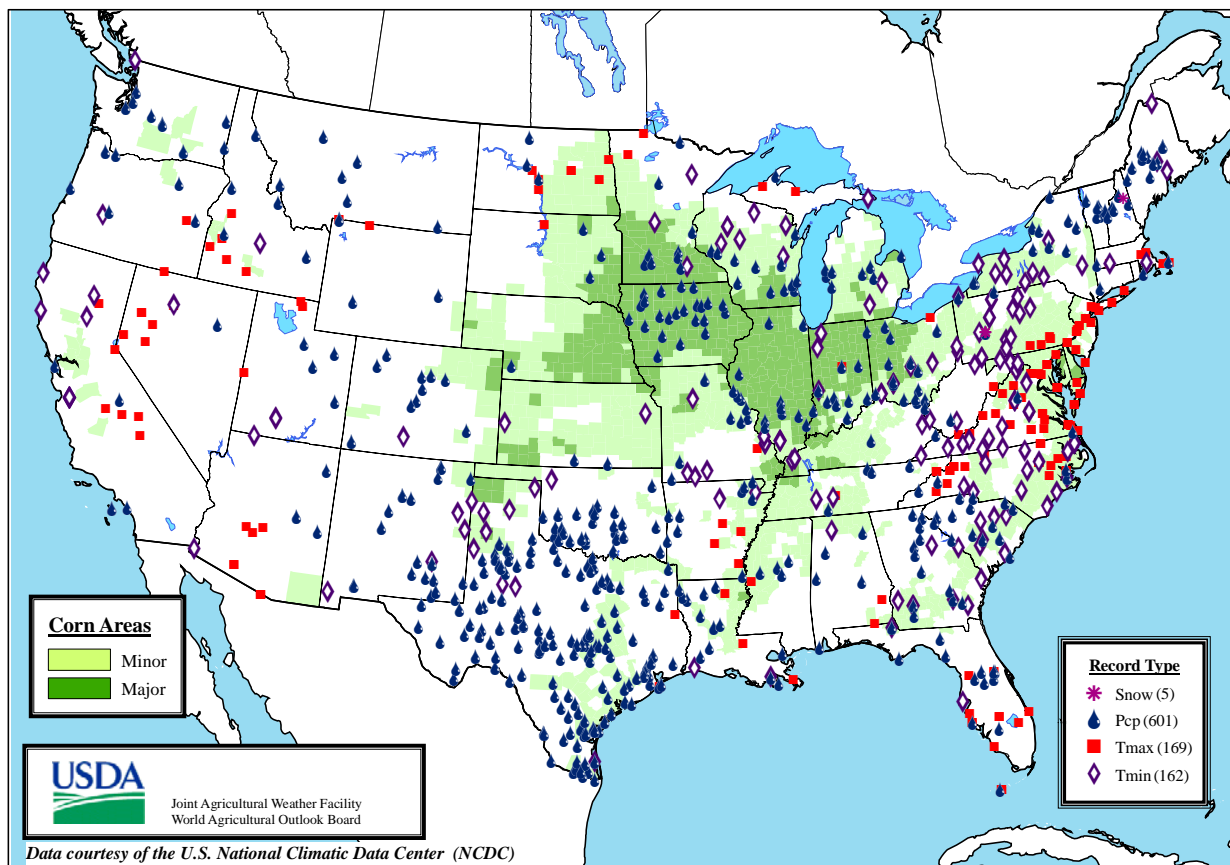 Corn Areas
Minor
Major
Record Type
Snow (5)
Pcp (601)
Tmax (169)
Tmin (162)
USDA
Joint Agricultural Weather Facility
World Agricultural Outlook Board
Data courtesy of the U.S. National Climatic Data Center (NCDC)